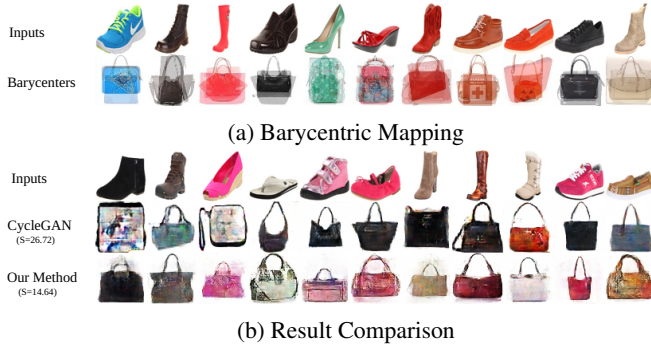 Inputs
Barycenters
(a) Barycentric Mapping
Inputs
CycleGAN
(S=26.72)
Our Method
(S=14.64)
(b) Result Comparison